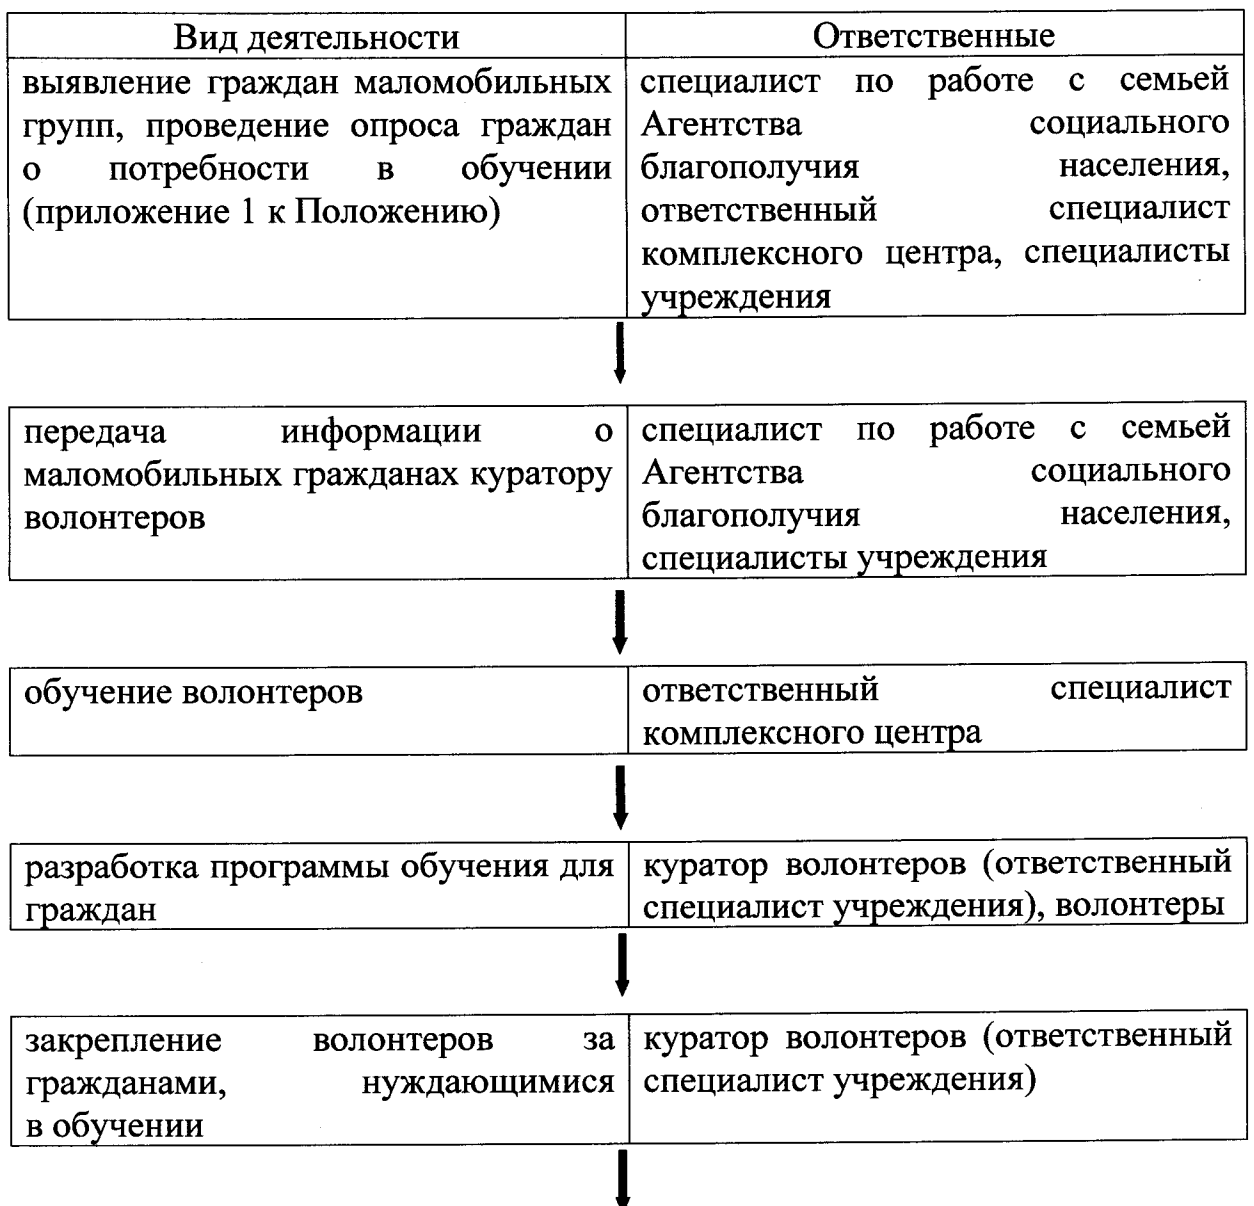 Вид деятельности
Ответственные
выявление граждан маломобильных
групп, проведение опроса граждан
о потребности в обучении
(приложение 1 к Положению)
специалист по работе с семьей
Агентства социального
благополучия населения,
ответственный специалист
комплексного центра, специалисты
учреждения
передача информации о
маломобильных гражданах куратору
волонтеров
специалист по работе с семьей
Агентства социального
благополучия населения,
специалисты учреждения
обучение волонтеров
ответственный специалист
комплексного центра
разработка программы обучения для
граждан
куратор волонтеров (ответственный
специалист учреждения), волонтеры
закрепление волонтеров за
гражданами, нуждающимися
в обучении
куратор волонтеров (ответственный
специалист учреждения)